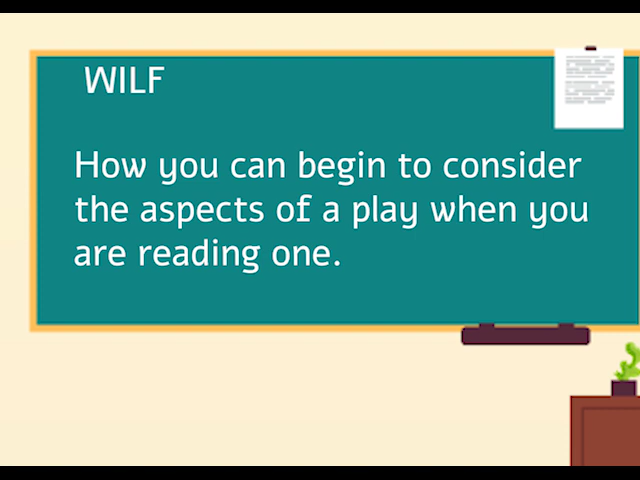 WILF
How you can begin to consider
the aspects of a play when you
are reading one.